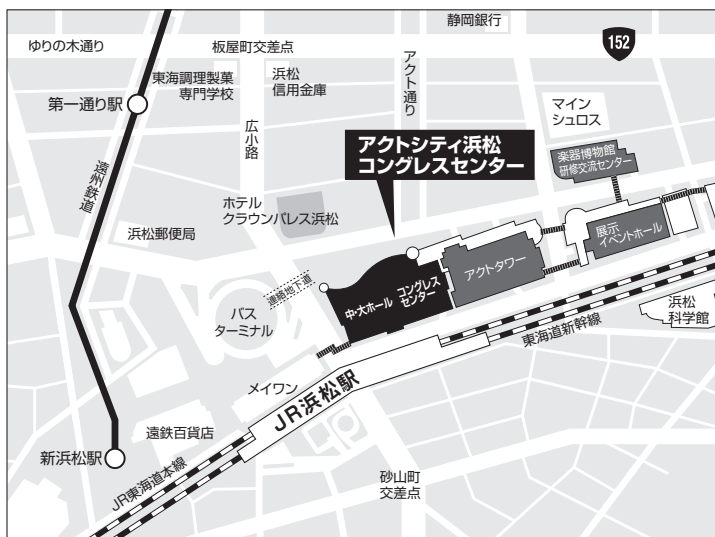 静岡銀行
152
ゆりの木通り
板屋町交差点
東海調理製菓
専門学校
浜松
信用金庫
アクト通り
第一通り駅
マイン
シュロス
広小路
アクトシティ浜松
コングレスセンター
楽器博物館
研修交流センター
遠州鉄道
ホテル
クラウンパレス浜松
浜松郵便局
展示
イベントホール
アクトタワー
連絡地下道
中・大ホール
コングレス
センター
バス
ターミナル
浜松
科学館
東海道新幹線
メイワン
JR浜松駅
遠鉄百貨店
新浜松駅
砂山町
交差点
JR東海道本線